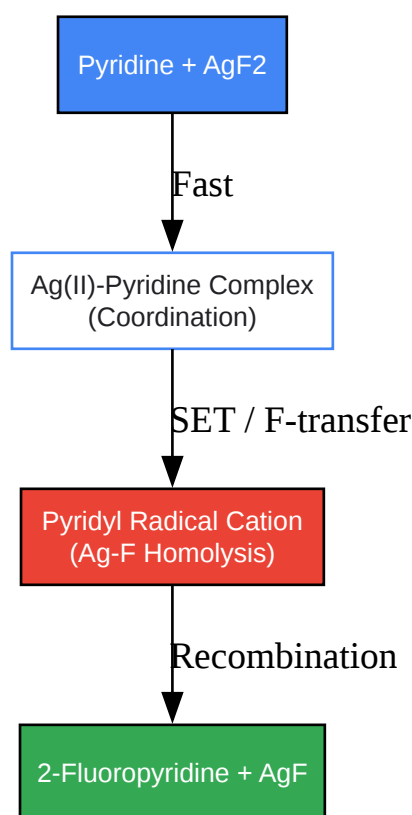 Pyridine + AgF2
Fast
Ag(II)-Pyridine Complex
(Coordination)
SET / F-transfer
Pyridyl Radical Cation
(Ag-F Homolysis)
Recombination
2-Fluoropyridine + AgF